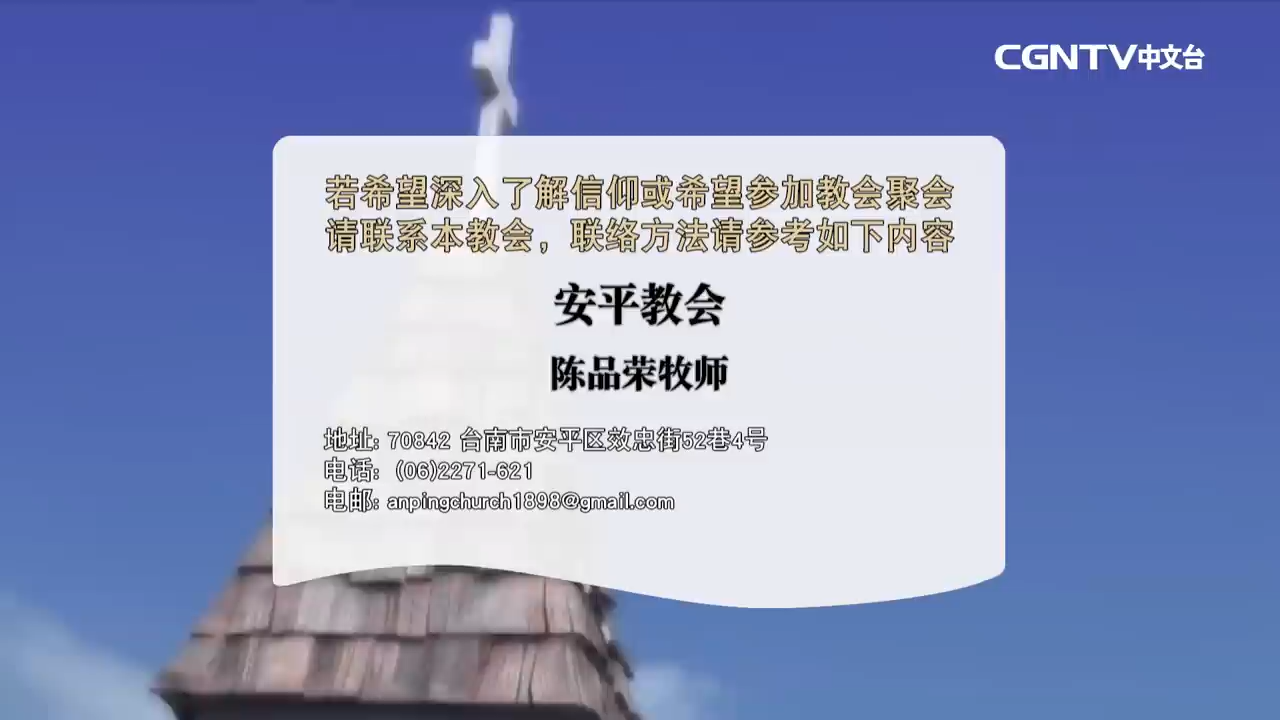 CGNTV中文台
若希望深入了解信仰或希望参加教会聚会
请联系本教会，联络方法请参考如下内容
安平教会
陈品荣牧师
地址: 70842 台南市安平区效忠街52巷4号
电话: (06)2271-621
电邮: anpingchurch1898@gmail.com